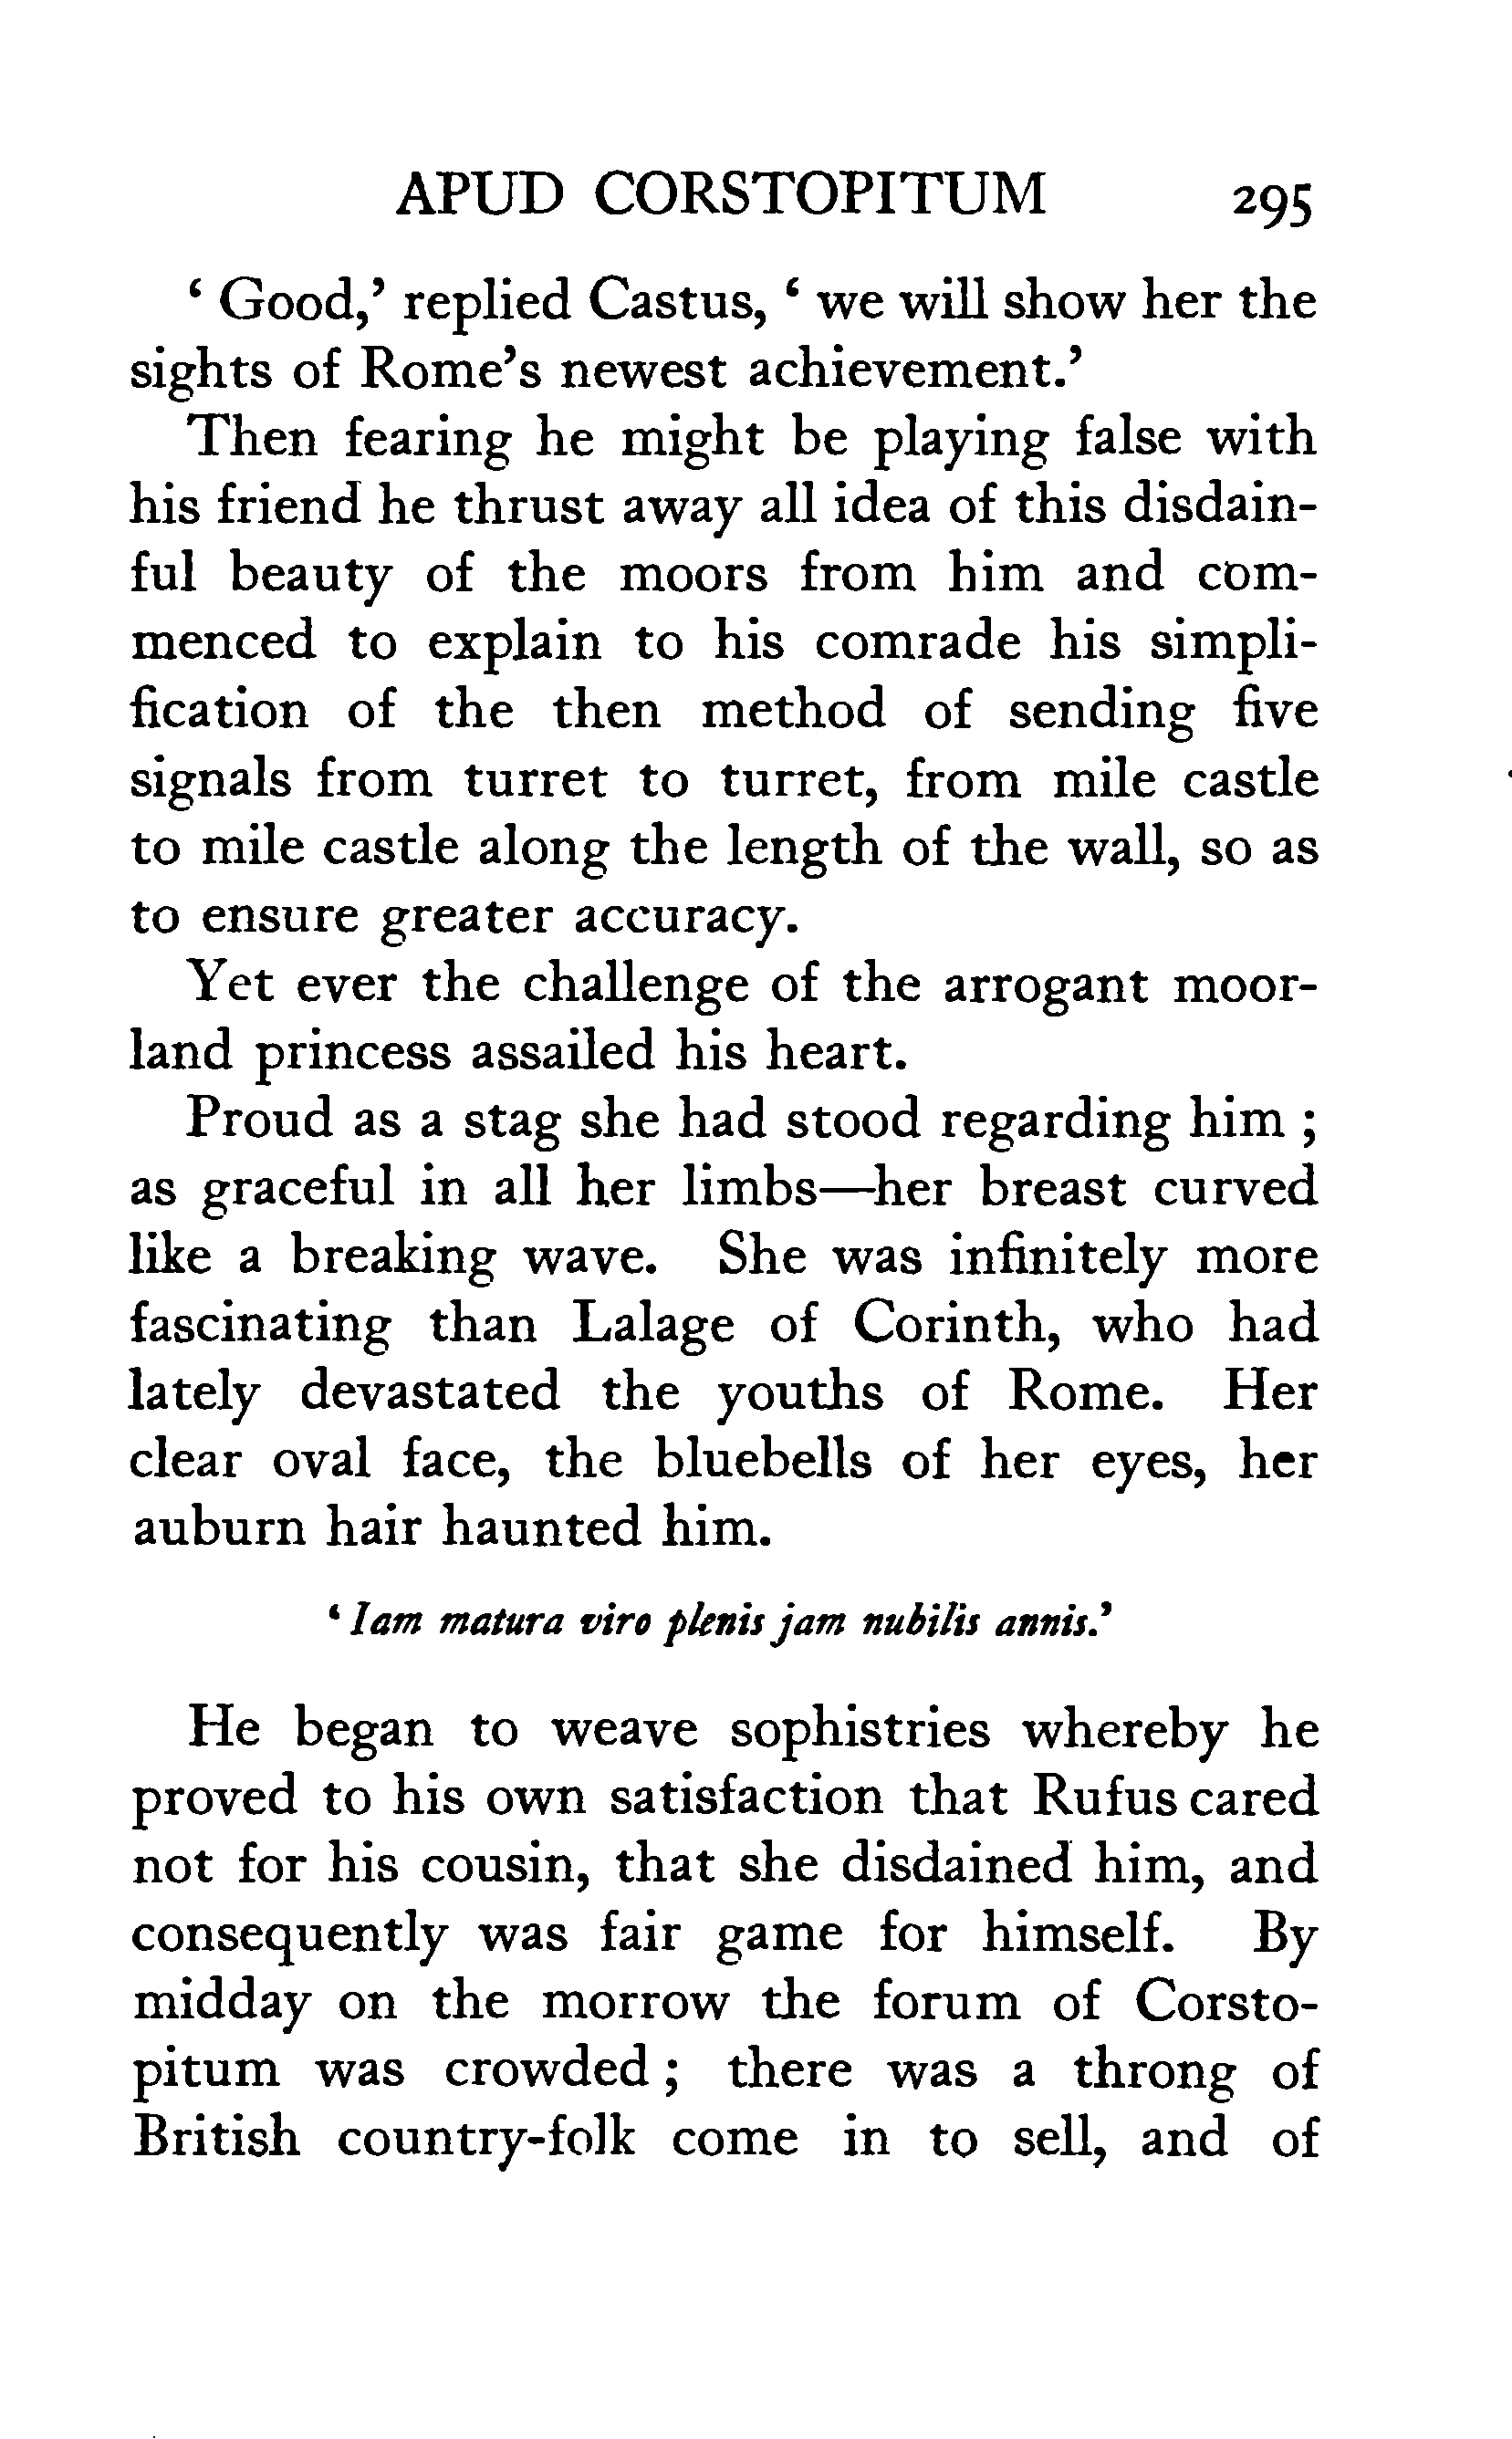 APUD CORSTOPITUM 295
‘ Good,’ replied Castus, ‘ we will show her the
sights of Rome’s newest achievement.’
Then fearing he might be playing false with
his friend he thrust away all idea of this disdain-
ful beauty of the moors from him and com-
menced to explain to his comrade his simpli-
fication of the then method of sending five
signals from turret to turret, from mile castle
to mile castle along the length of the wall, so as
to ensure greater accuracy.
Yet ever the challenge of the arrogant moor-
land princess assailed his heart.
Proud as a stag she had stood regarding him ;
as graceful in all her limbs—her breast curved
like a breaking wave. She was infinitely more
fascinating than Lalage of Corinth, who had
lately devastated the youths of Rome. Her
clear oval face, the bluebells of her eyes, her
auburn hair haunted him.
‘ Iam matura viro plenis jam nubilis annis.’
He began to weave sophistries whereby he
proved to his own satisfaction that Rufus cared
not for his cousin, that she disdained him, and
consequently was fair game for himself. By
midday on the morrow the forum of Corsto-
pitum was crowded ; there was a throng of
British country-folk come in to sell, and of